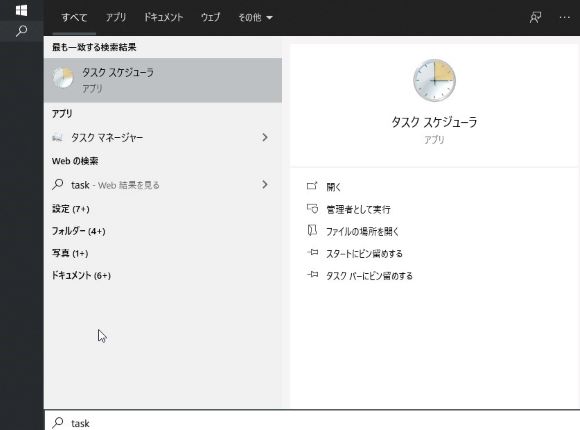 すべて アプリ ドキュメント ウェブ その他
最も一致する検索結果
タスク スケジューラ
アプリ
アプリ
タスク マネージャー
Web の検索
task - Web 結果を見る
設定 (7+)
フォルダー (4+)
写真 (1+)
ドキュメント (6+)
タスク スケジューラ
アプリ
開く
管理者として実行
ファイルの場所を開く
スタートにピン留めする
タスク バーにピン留めする
task